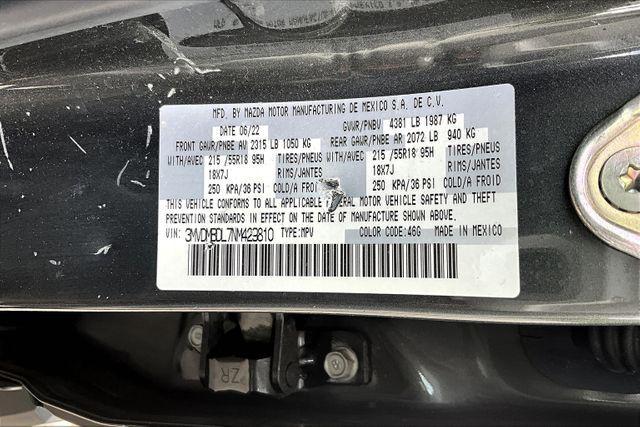 MFD. BY MAZDA MOTOR MANUFACTURING DE MEXICO S.A. DE C.V.
DATE 06/22 GVWR/PNBV 4381 LB 1987 KG
FRONT GAWR/PNBE AV 2315 LB 1050 KG REAR GAWR/PNBE AR 2072 LB 940 KG
WITH/AVEC 215 /55R18 95H TIRES/PNEUS WITH/AVEC 215 /55R18 95H TIRES/PNEUS
18X7J RIMS/JANTES 18X7J RIMS/JANTES
250 KPA/36 PSI COLD/A FROID 250 KPA/36 PSI COLD/A FROID
THIS VEHICLE CONFORMS TO ALL APPLICABLE FEDERAL MOTOR VEHICLE SAFETY AND THEFT
PREVENTION STANDARDS IN EFFECT ON THE DATE OF MANUFACTURE SHOWN ABOVE.
VIN: 3MVDMBDL7NM423810 TYPE: MPV COLOR CODE: 46G MADE IN MEXICO
ZR 8